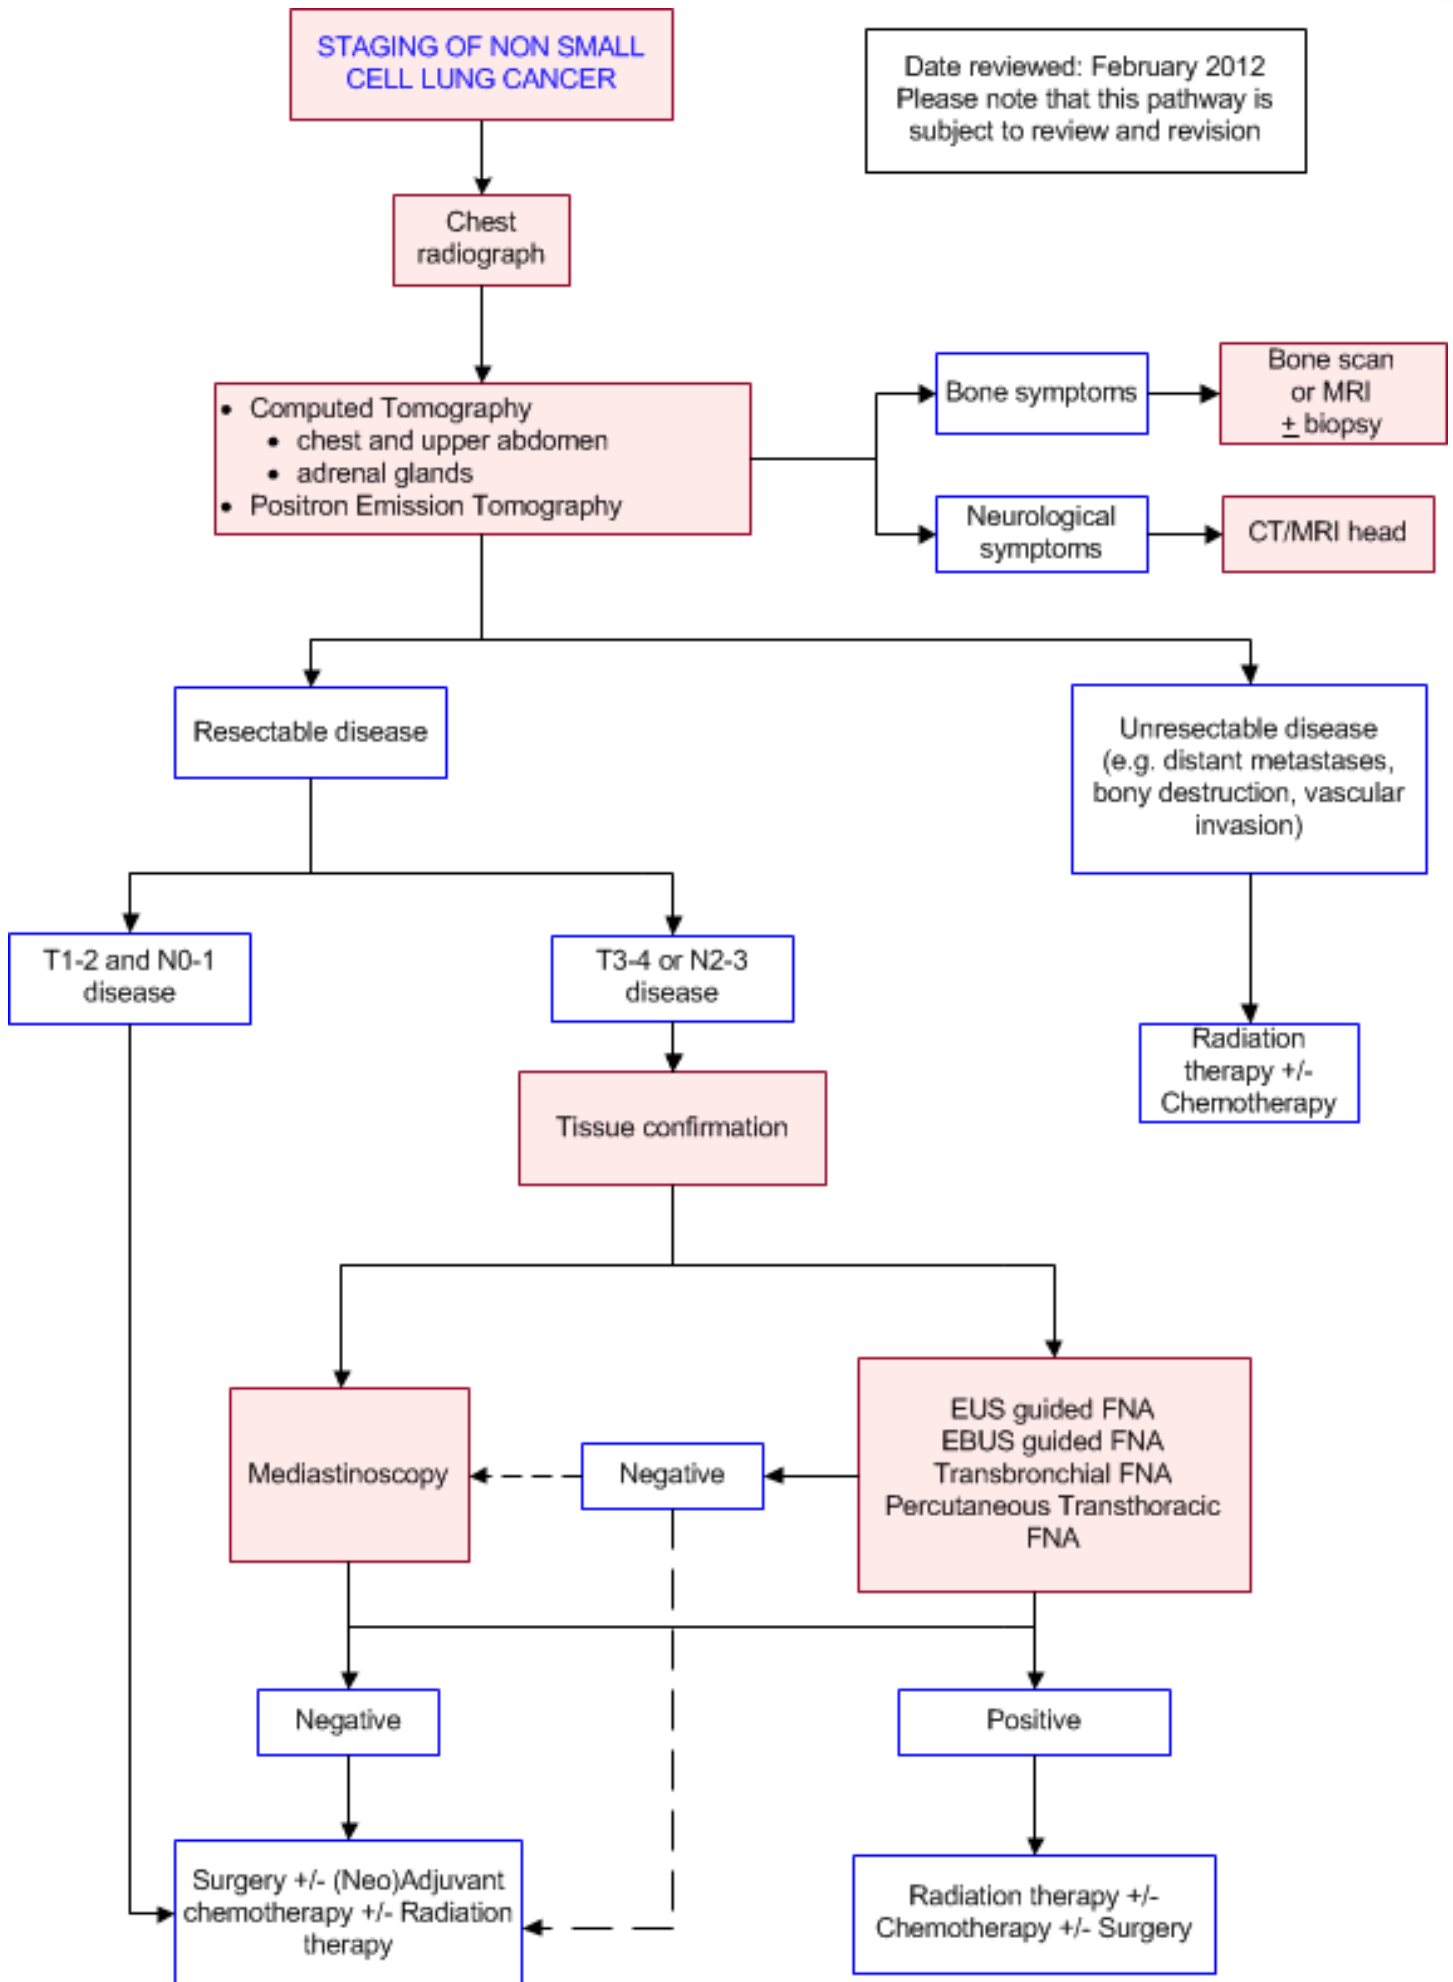 STAGING OF NON SMALL
CELL LUNG CANCER
Date reviewed: February 2012
Please note that this pathway is
subject to review and revision
Chest
radiograph
• Computed Tomography
• chest and upper abdomen
• adrenal glands
• Positron Emission Tomography
Bone symptoms
Bone scan
or MRI
± biopsy
Neurological
symptoms
CT/MRI head
Resectable disease
Unresectable disease
(e.g. distant metastases,
bony destruction, vascular
invasion)
T1-2 and N0-1
disease
T3-4 or N2-3
disease
Radiation
therapy +/-
Chemotherapy
Tissue confirmation
Mediastinoscopy
Negative
EUS guided FNA
EBUS guided FNA
Transbronchial FNA
Percutaneous Transthoracic
FNA
Negative
Positive
Surgery +/- (Neo)Adjuvant
chemotherapy +/- Radiation
therapy
Radiation therapy +/-
Chemotherapy +/- Surgery